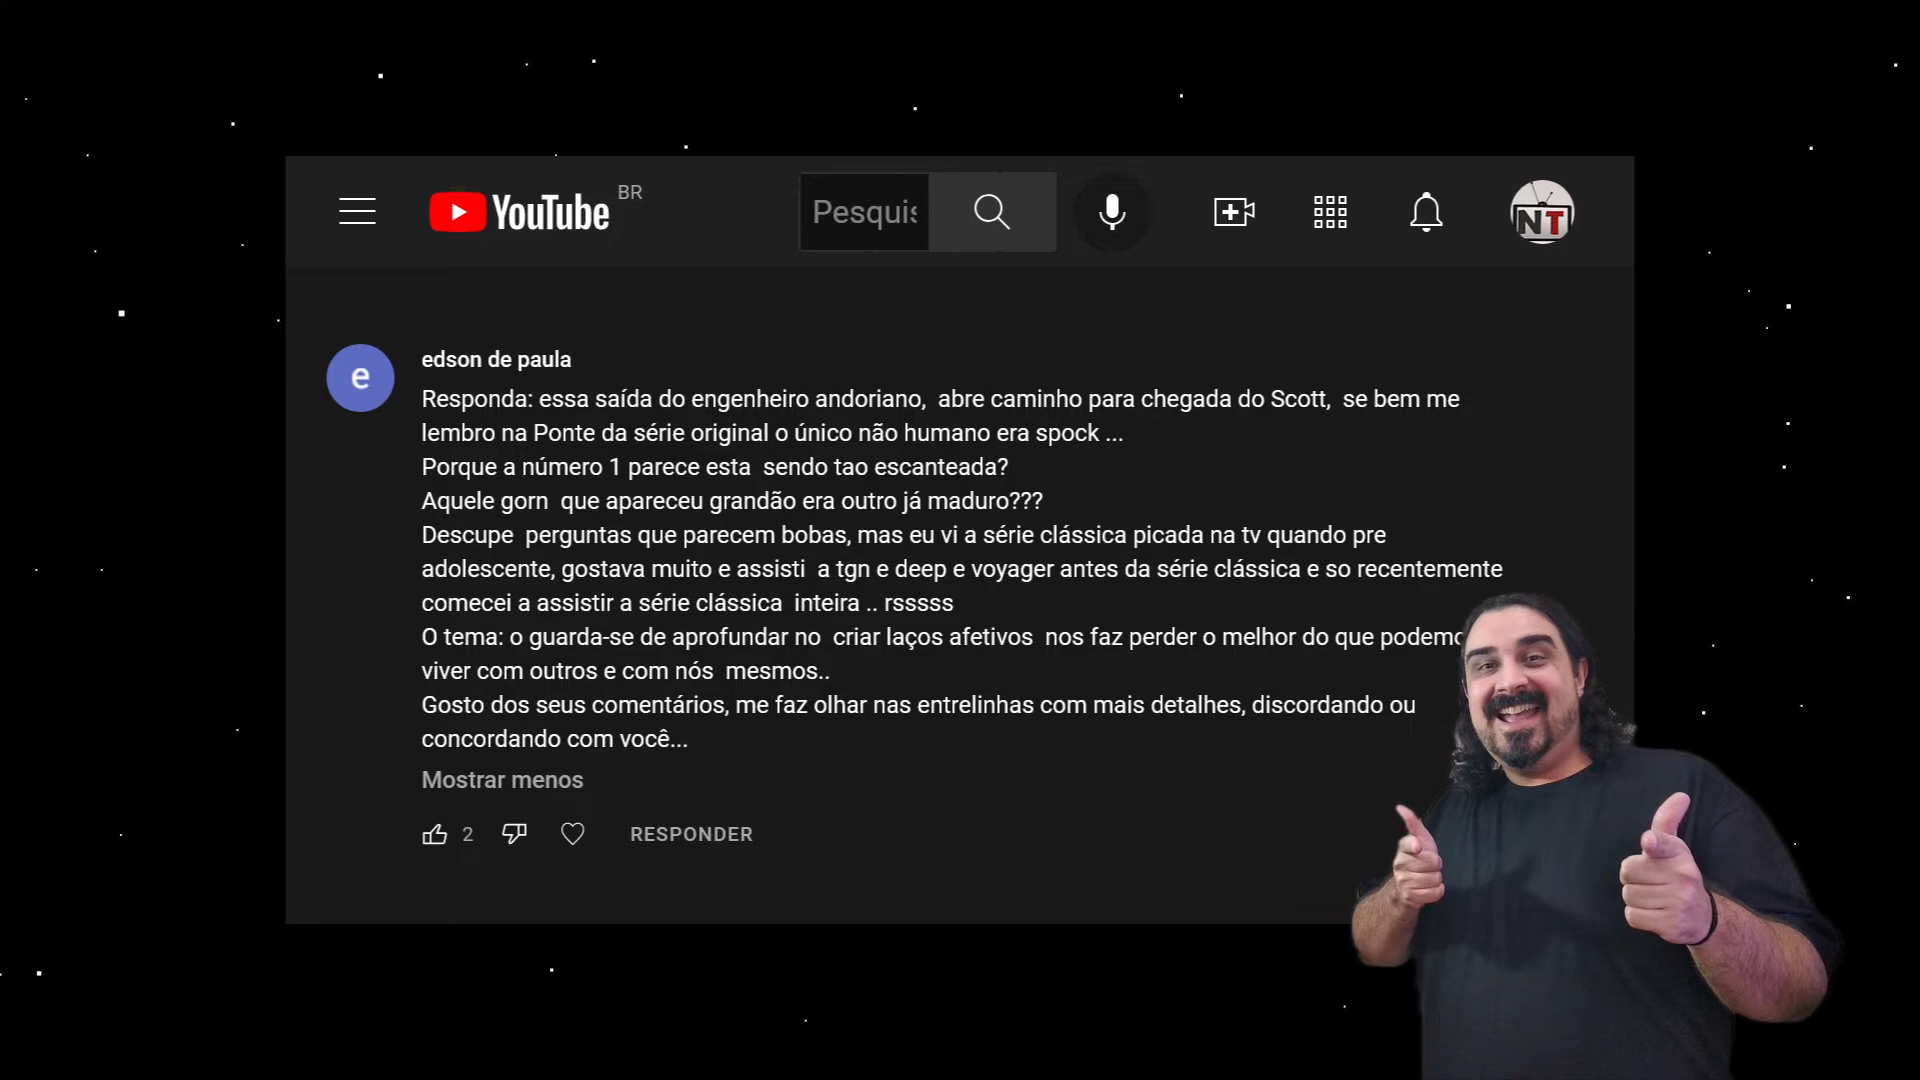 YouTube BR
Pesquis
NT
e
edson de paula
Responda: essa saída do engenheiro andoriano,  abre caminho para chegada do Scott,  se bem me
lembro na Ponte da série original o único não humano era spock ...
Porque a número 1 parece esta  sendo tao escanteada?
Aquele gorn  que apareceu grandão era outro já maduro???
Descupe  perguntas que parecem bobas, mas eu vi a série clássica picada na tv quando pre
adolescente, gostava muito e assisti  a tgn e deep e voyager antes da série clássica e so recentemente
comecei a assistir a série clássica  inteira .. rsssss
O tema: o guarda-se de aprofundar no  criar laços afetivos  nos faz perder o melhor do que podemo
viver com outros e com nós  mesmos..
Gosto dos seus comentários, me faz olhar nas entrelinhas com mais detalhes, discordando ou
concordando com você...
Mostrar menos
2 RESPONDER